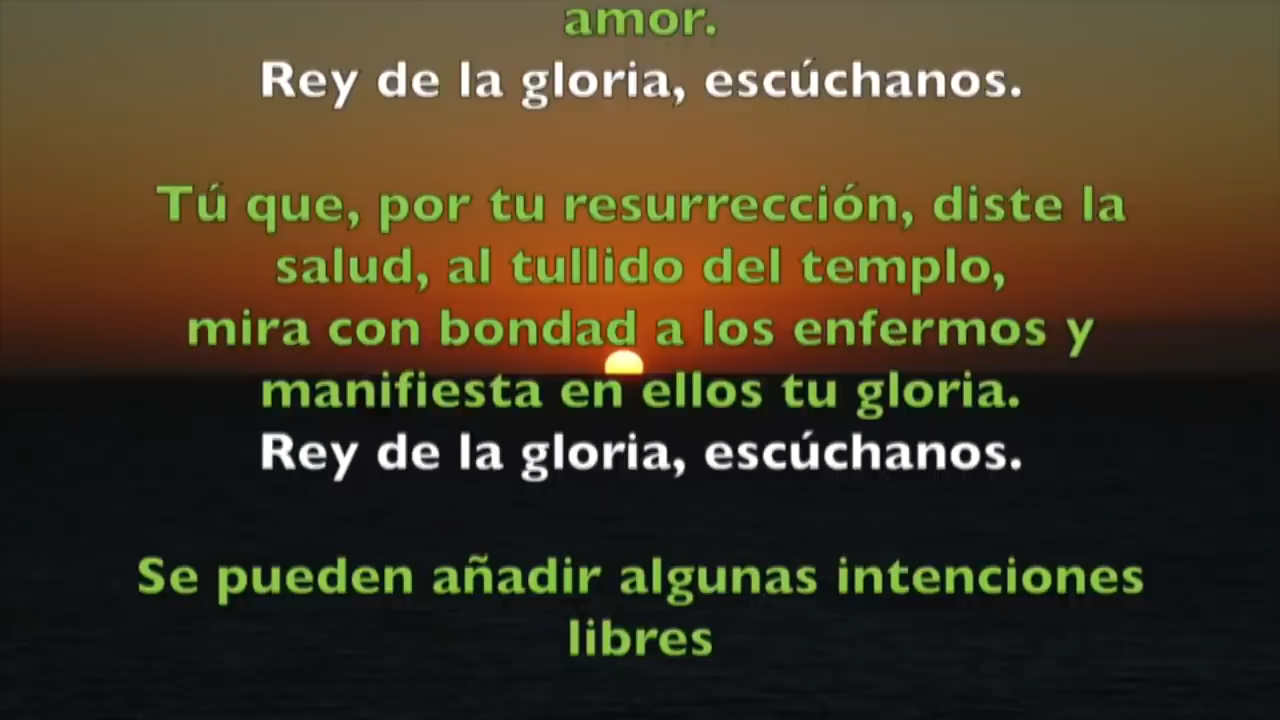 amor.
Rey de la gloria, escúchanos.
Tú que, por tu resurrección, diste la
salud, al tullido del templo,
mira con bondad a los enfermos y
manifiesta en ellos tu gloria.
Rey de la gloria, escúchanos.
Se pueden añadir algunas intenciones
libres